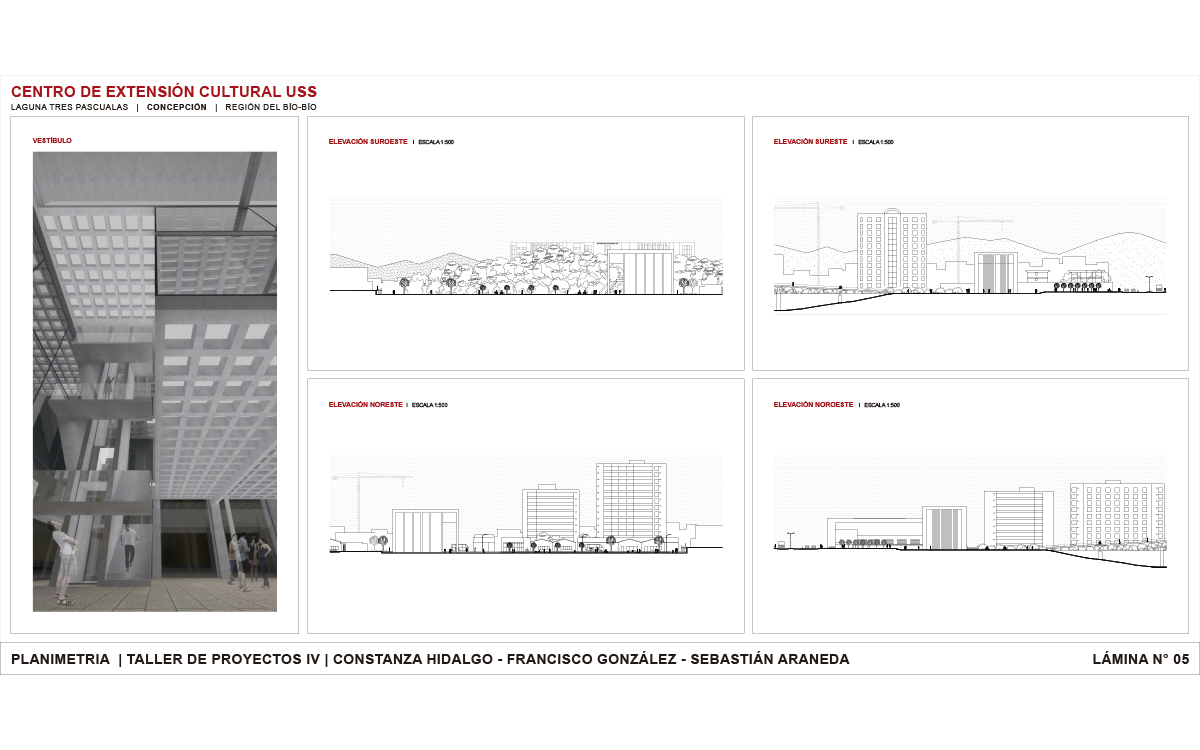 CENTRO DE EXTENSIÓN CULTURAL USS
LAGUNA TRES PASCUALAS | CONCEPCIÓN | REGIÓN DEL BÍO-BÍO
VESTÍBULO
ELEVACIÓN SUROESTE | ESCALA 1:500
ELEVACIÓN SURESTE | ESCALA 1:500
ELEVACIÓN NORESTE | ESCALA 1:500
ELEVACIÓN NOROESTE | ESCALA 1:500
PLANIMETRIA | TALLER DE PROYECTOS IV | CONSTANZA HIDALGO - FRANCISCO GONZÁLEZ - SEBASTIÁN ARANEDA
LÁMINA N° 05